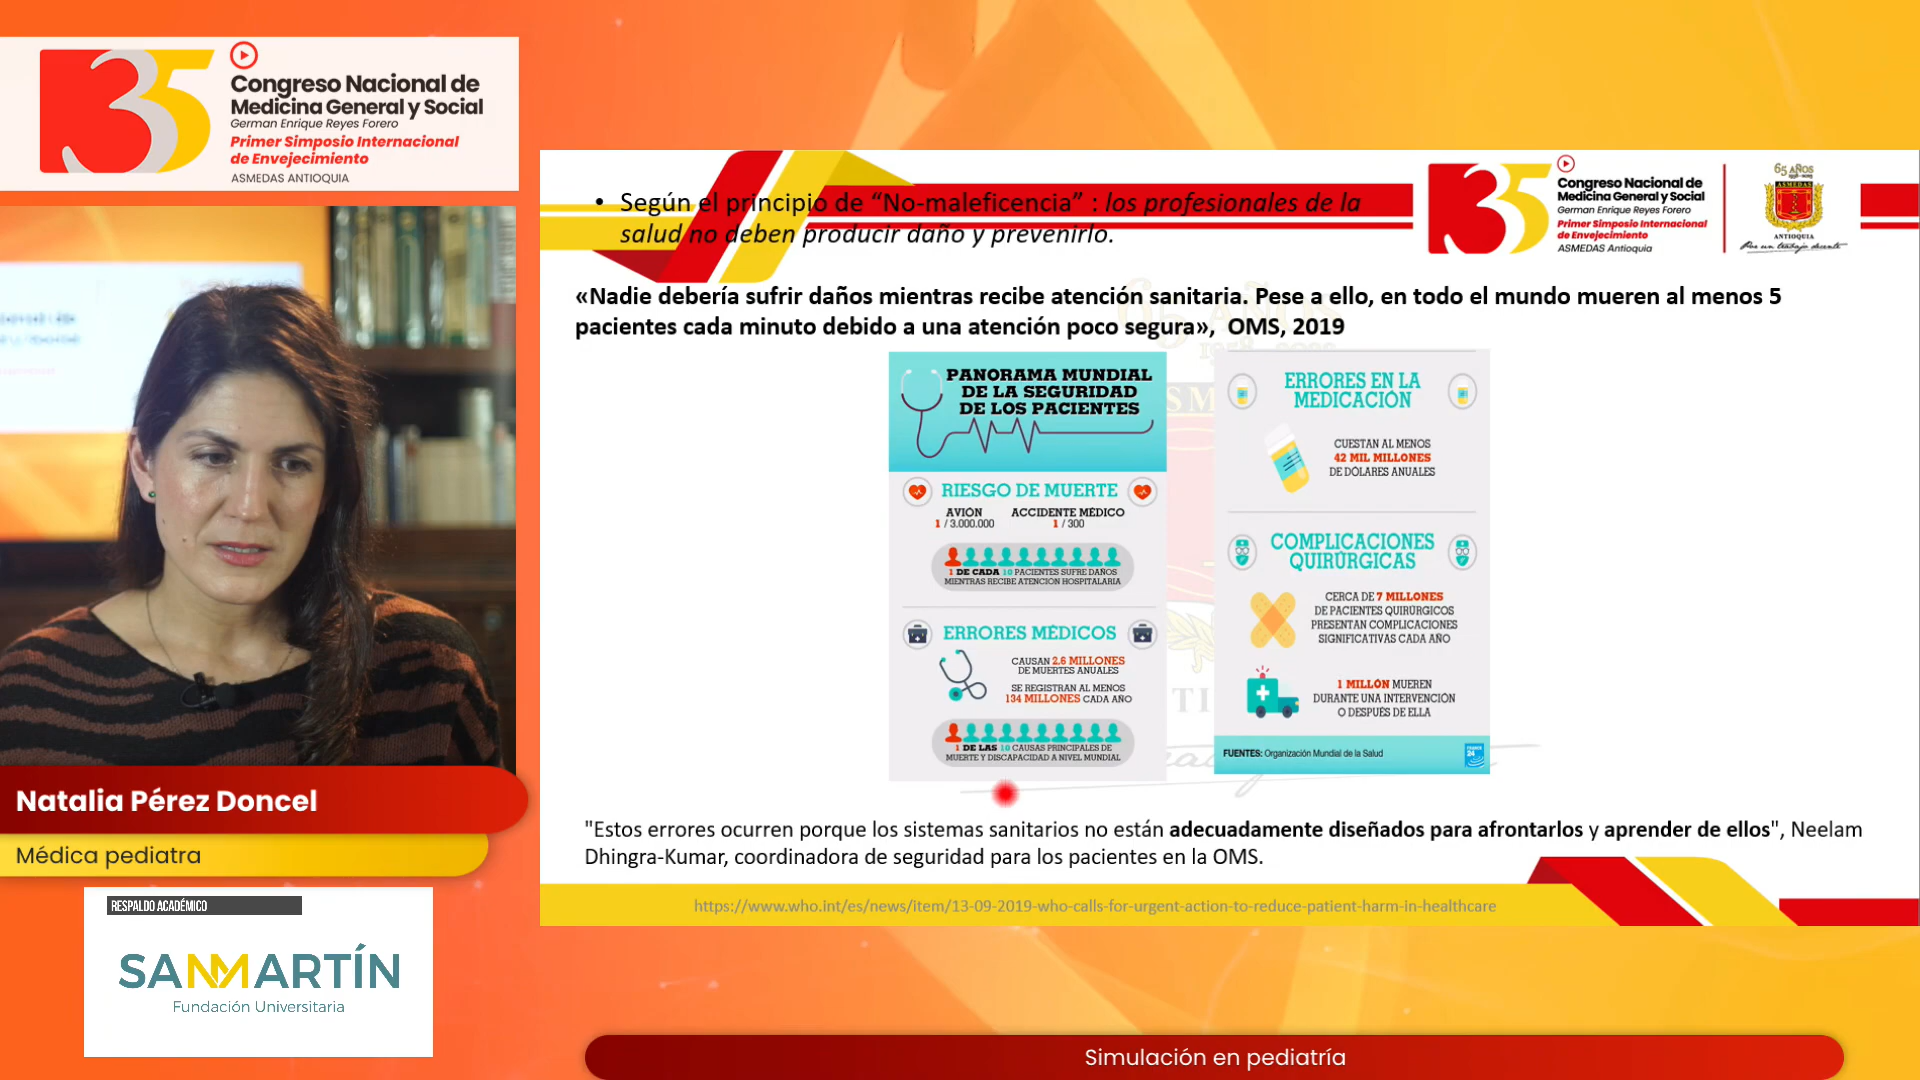 35
Congreso Nacional de
Medicina General y Social
German Enrique Reyes Forero
Primer Simposio Internacional
de Envejecimiento
ASMEDAS ANTIOQUIA
Natalia Pérez Doncel
Médica pediatra
RESPALDO ACADÉMICO
SANMARTÍN
Fundación Universitaria
• Según el principio de “No-maleficencia” : los profesionales de la
salud no deben producir daño y prevenirlo.
35
Congreso Nacional de
Medicina General y Social
German Enrique Reyes Forero
Primer Simposio Internacional
de Envejecimiento
ASMEDAS Antioquia
65 AÑOS
ASMEDAS
ANTIOQUIA
Por un trabajo decente
«Nadie debería sufrir daños mientras recibe atención sanitaria. Pese a ello, en todo el mundo mueren al menos 5
pacientes cada minuto debido a una atención poco segura», OMS, 2019
PANORAMA MUNDIAL
DE LA SEGURIDAD
DE LOS PACIENTES
RIESGO DE MUERTE
AVIÓN
1 / 3.000.000
ACCIDENTE MÉDICO
1 / 300
1 DE CADA 10 PACIENTES SUFRE DAÑOS
MIENTRAS RECIBE ATENCIÓN HOSPITALARIA
ERRORES MÉDICOS
CAUSAN 2.6 MILLONES
DE MUERTES ANUALES
SE REGISTRAN AL MENOS
134 MILLONES CADA AÑO
1 DE LAS 10 CAUSAS PRINCIPALES DE
MUERTE Y DISCAPACIDAD A NIVEL MUNDIAL
ERRORES EN LA
MEDICACIÓN
CUESTAN AL MENOS
42 MIL MILLONES
DE DÓLARES ANUALES
COMPLICACIONES
QUIRÚRGICAS
CERCA DE 7 MILLONES
DE PACIENTES QUIRÚRGICOS
PRESENTAN COMPLICACIONES
SIGNIFICATIVAS CADA AÑO
1 MILLÓN MUEREN
DURANTE UNA INTERVENCIÓN
O DESPUÉS DE ELLA
FUENTES: Organización Mundial de la Salud
FRANCE
24
"Estos errores ocurren porque los sistemas sanitarios no están adecuadamente diseñados para afrontarlos y aprender de ellos", Neelam
Dhingra-Kumar, coordinadora de seguridad para los pacientes en la OMS.
https://www.who.int/es/news/item/13-09-2019-who-calls-for-urgent-action-to-reduce-patient-harm-in-healthcare
Simulación en pediatría